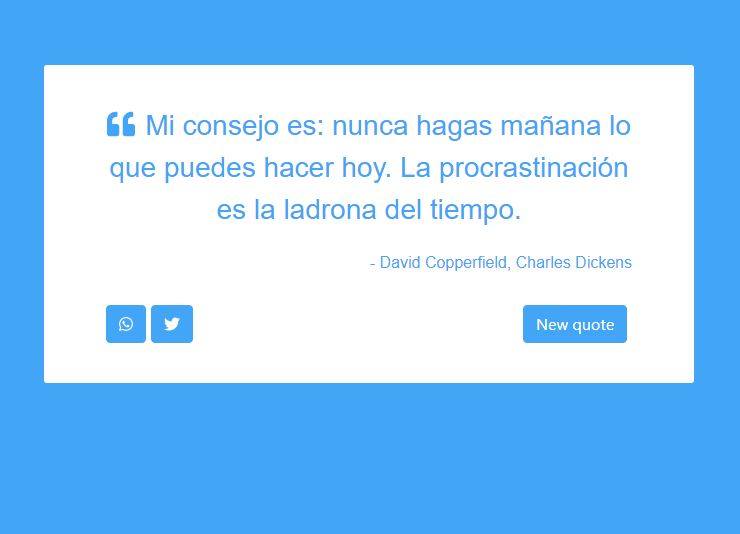 “ Mi consejo es: nunca hagas mañana lo
que puedes hacer hoy. La procrastinación
es la ladrona del tiempo.
- David Copperfield, Charles Dickens
New quote